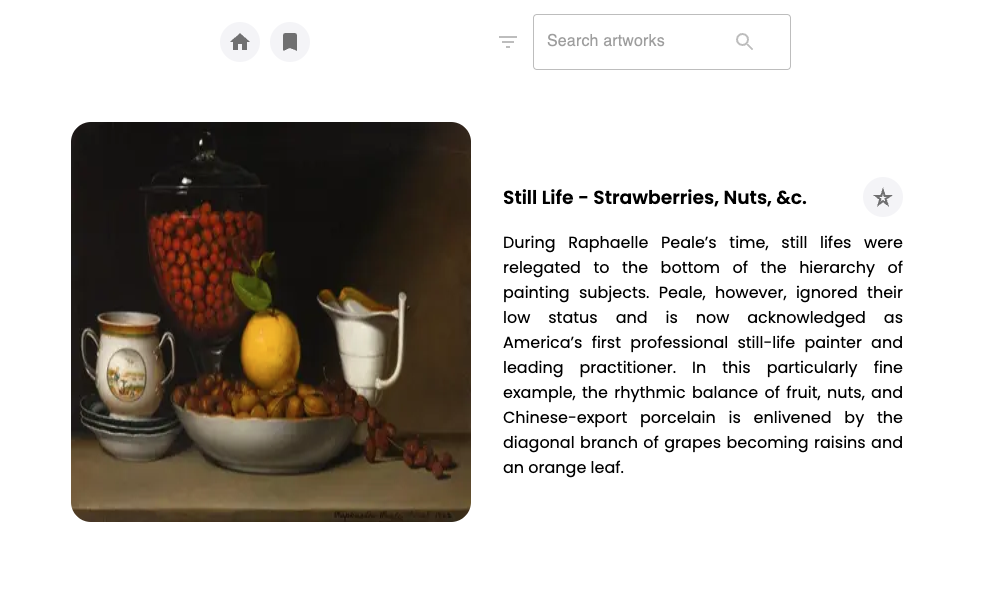 Search artworks
Still Life - Strawberries, Nuts, &c.
During Raphaelle Peale’s time, still lifes were
relegated to the bottom of the hierarchy of
painting subjects. Peale, however, ignored their
low status and is now acknowledged as
America’s first professional still-life painter and
leading practitioner. In this particularly fine
example, the rhythmic balance of fruit, nuts, and
Chinese-export porcelain is enlivened by the
diagonal branch of grapes becoming raisins and
an orange leaf.